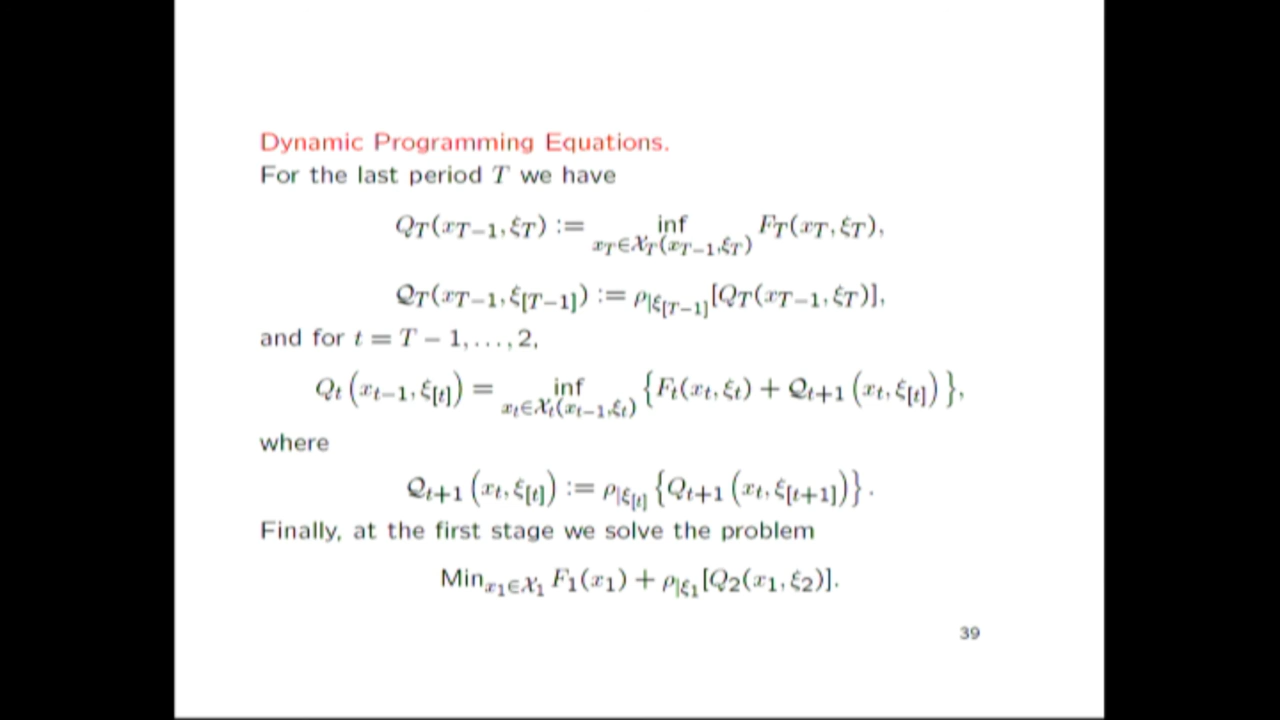 Dynamic Programming Equations.
For the last period T we have
Q_T(x_{T−1}, ξ_T) := inf_{x_T∈𝒳_T(x_{T−1},ξ_T)} F_T(x_T, ξ_T),
𝒬_T(x_{T−1}, ξ_{[T−1]}) := ρ_{|ξ_{[T−1]}}[Q_T(x_{T−1}, ξ_T)],
and for t = T − 1, . . . , 2,
Q_t (x_{t−1}, ξ_{[t]}) = inf_{x_t∈𝒳_t(x_{t−1},ξ_t)} {F_t(x_t, ξ_t) + 𝒬_{t+1} (x_t, ξ_{[t]})},
where
𝒬_{t+1} (x_t, ξ_{[t]}) := ρ_{|ξ_{[t]}} {Q_{t+1} (x_t, ξ_{[t+1]})} .
Finally, at the first stage we solve the problem
Min_{x_1∈𝒳_1} F_1(x_1) + ρ_{|ξ_1}[Q_2(x_1, ξ_2)].
39